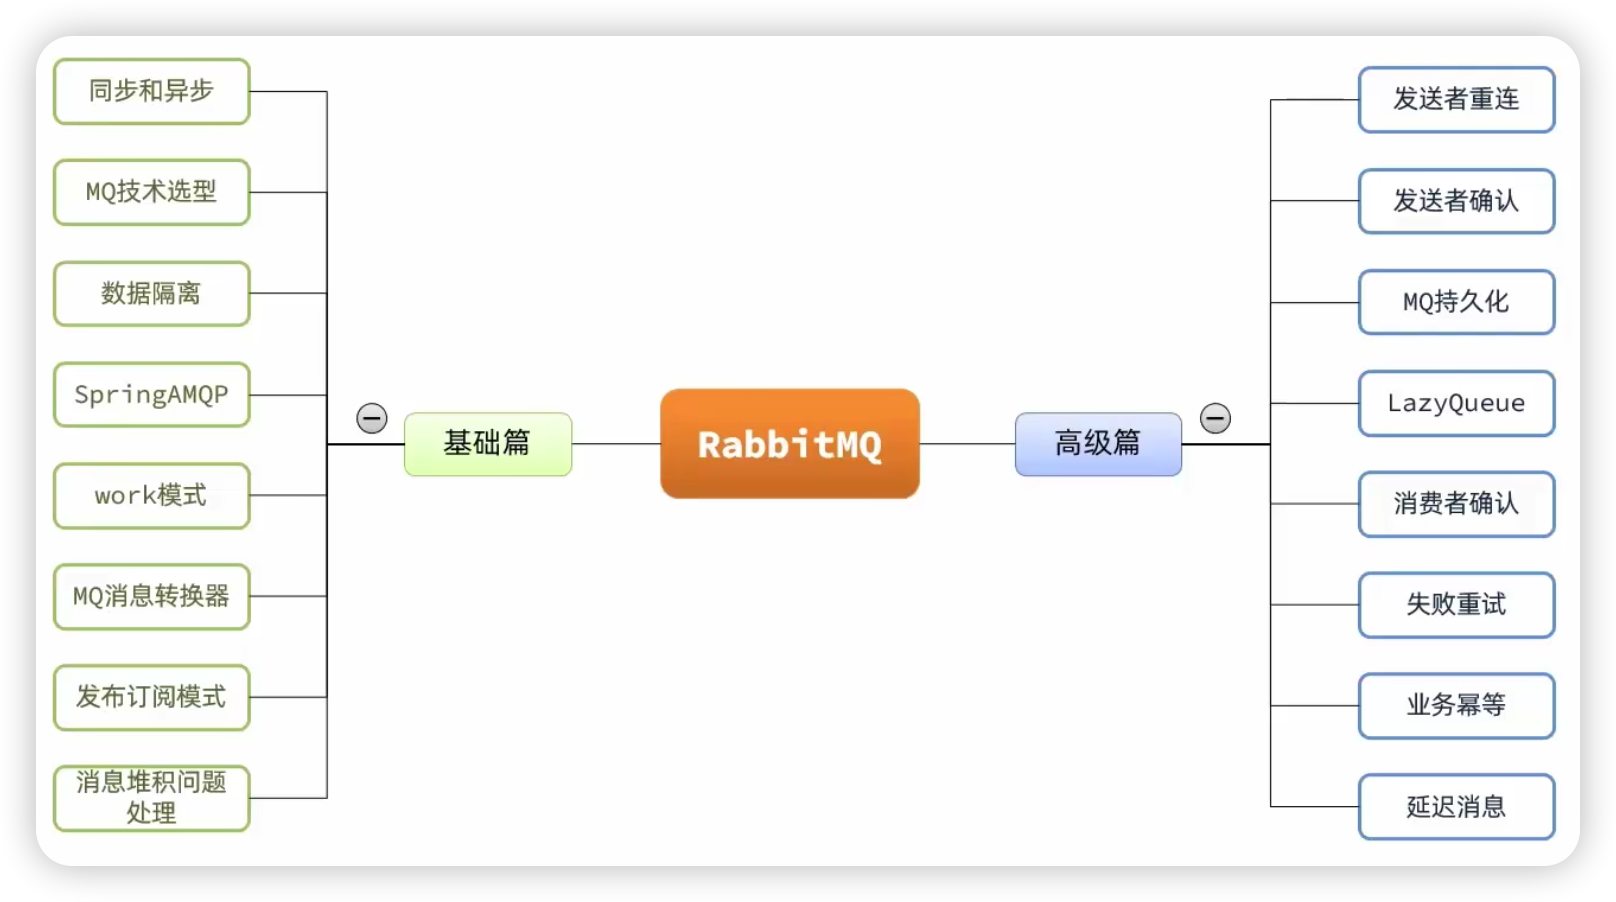 同步和异步
MQ技术选型
数据隔离
SpringAMQP
work模式
MQ消息转换器
发布订阅模式
消息堆积问题
处理
基础篇
RabbitMQ
高级篇
发送者重连
发送者确认
MQ持久化
LazyQueue
消费者确认
失败重试
业务幂等
延迟消息